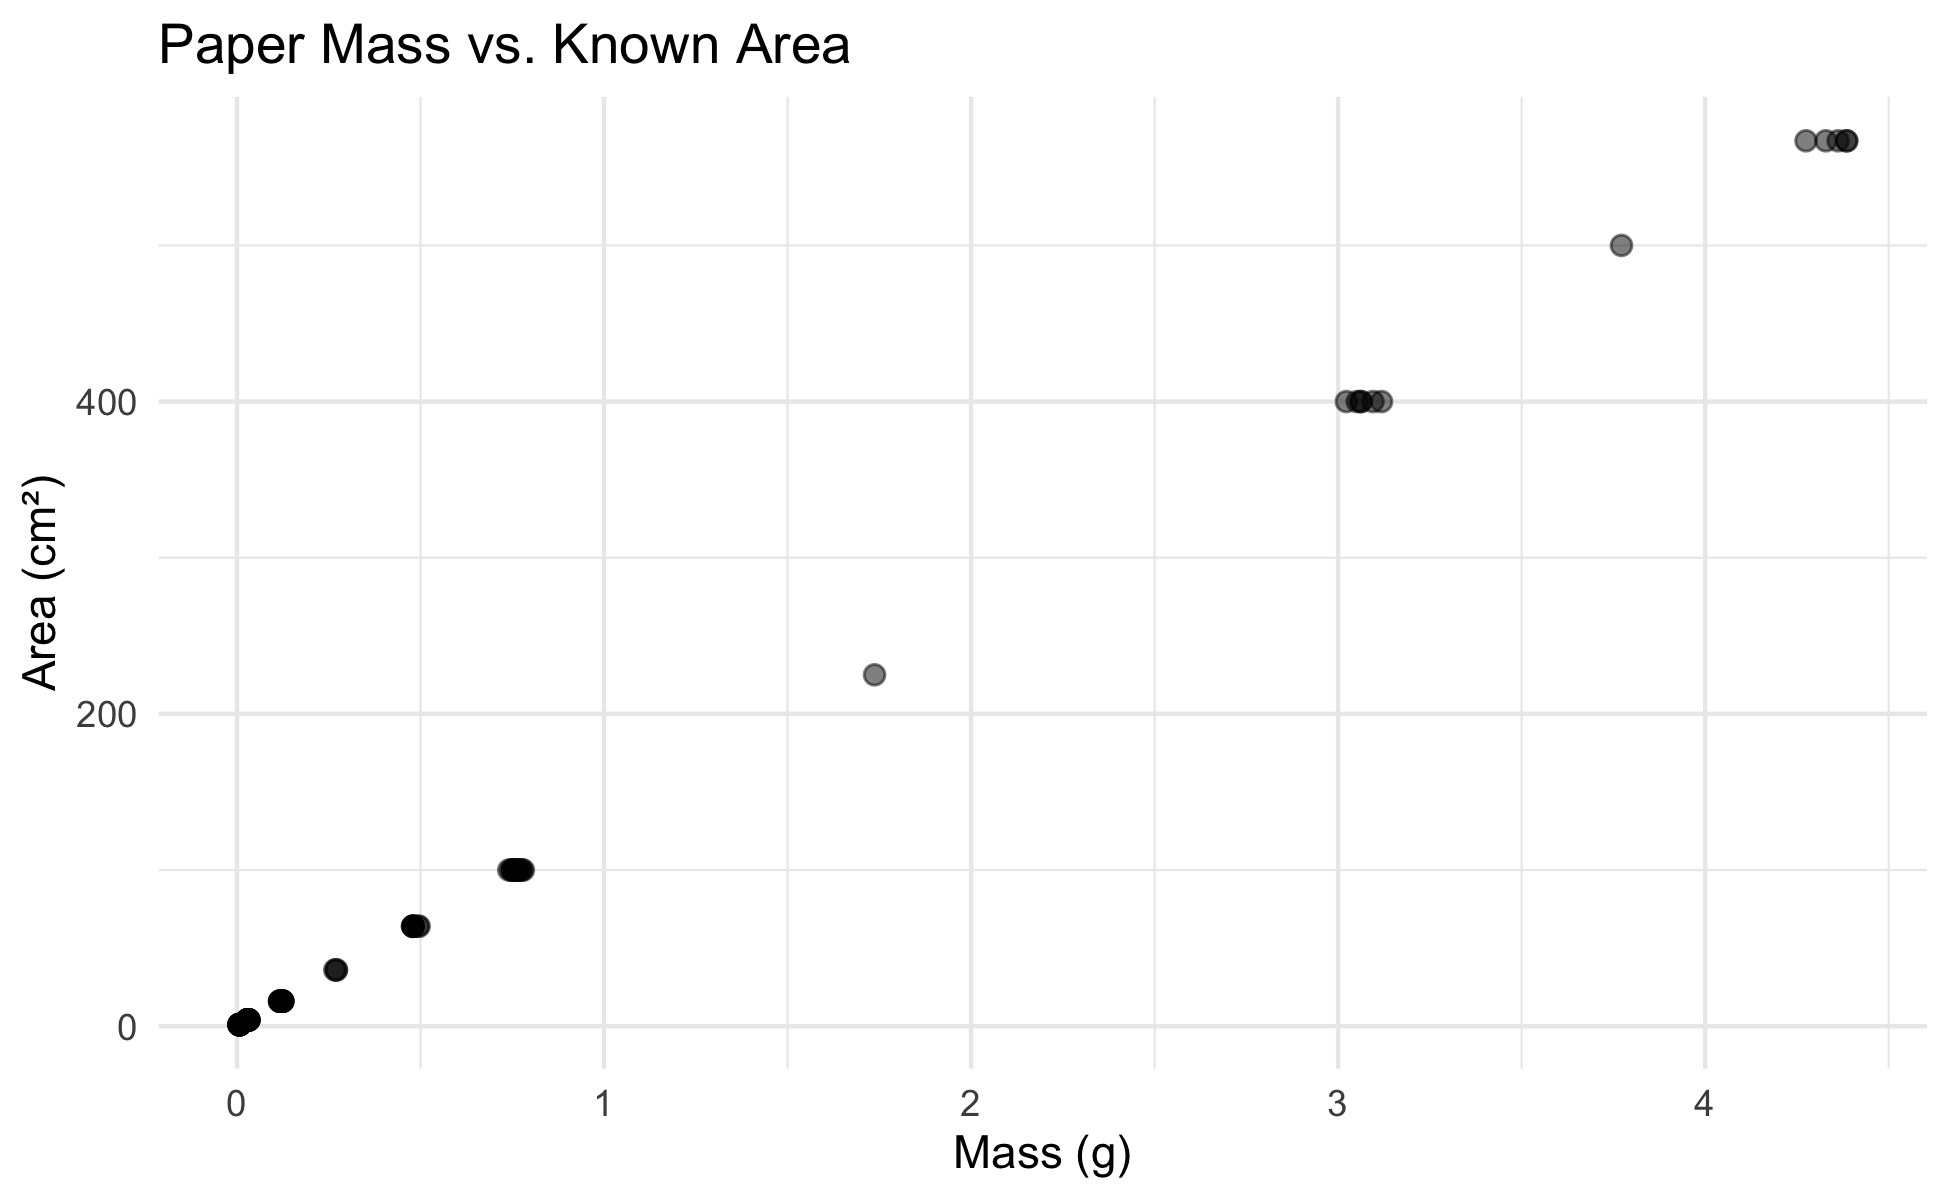 Paper Mass vs. Known Area
Area (cm²)
400
200
0
0 1 2 3 4
Mass (g)